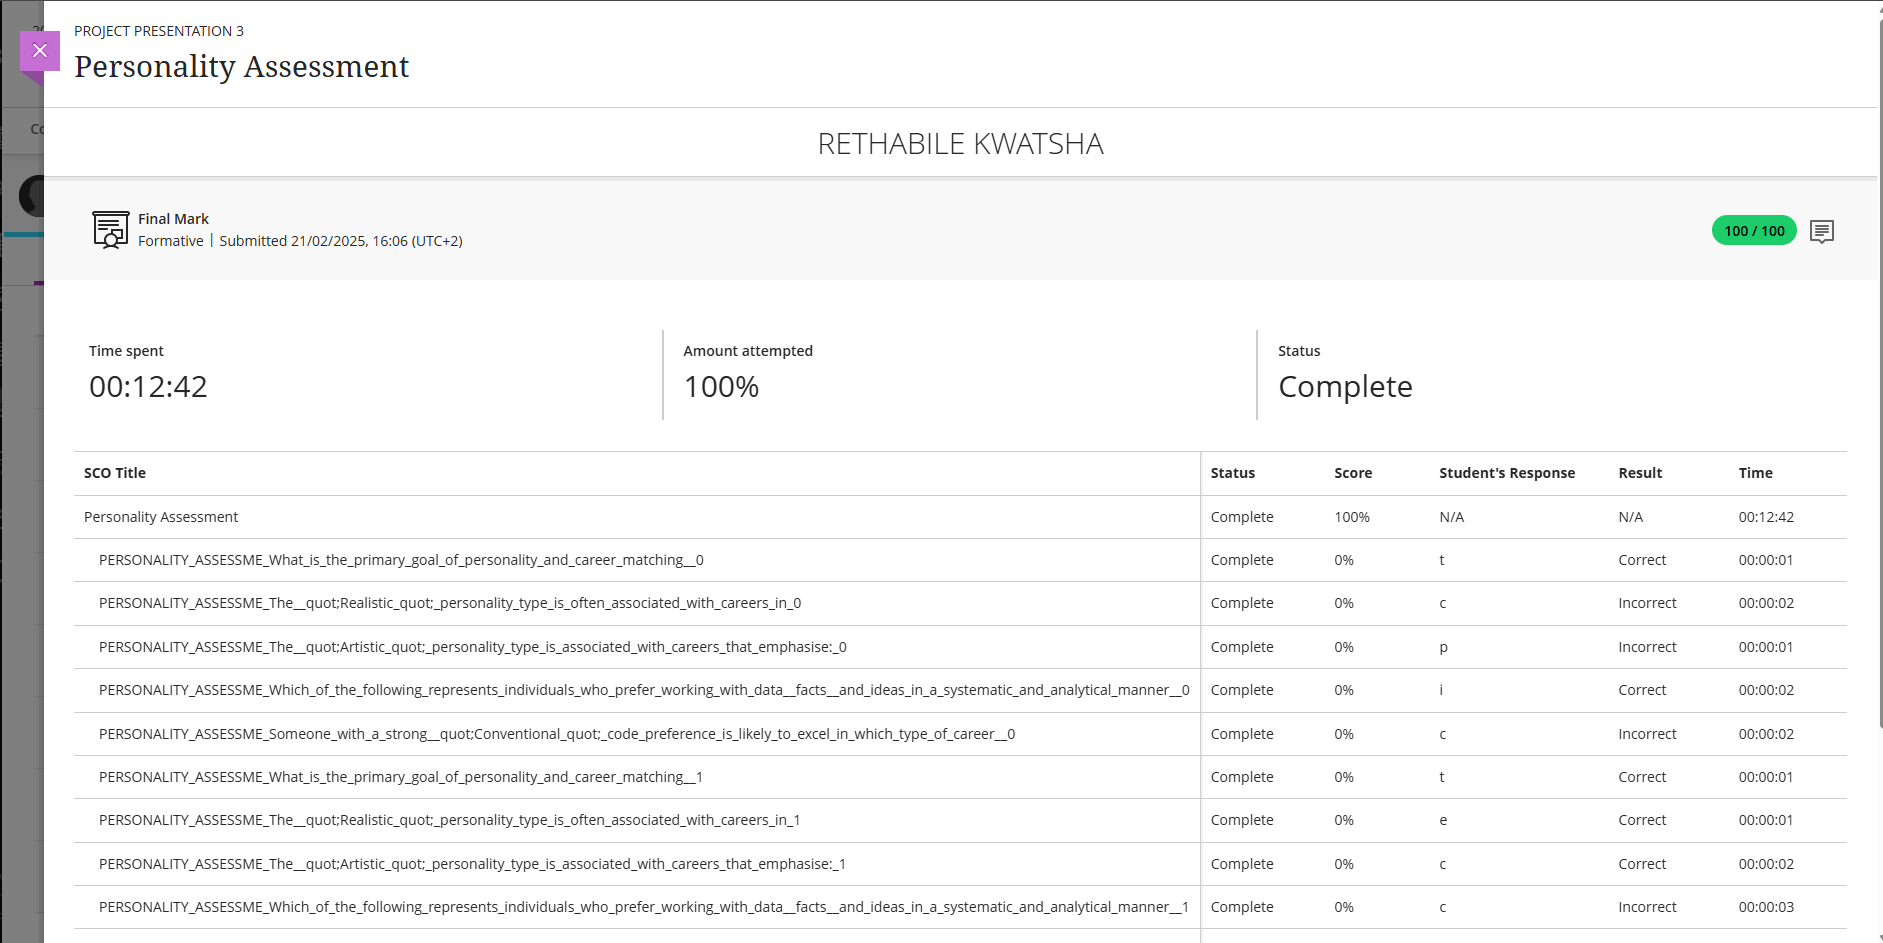 PROJECT PRESENTATION 3
Personality Assessment
RETHABILE KWATSHA
Final Mark
Formative | Submitted 21/02/2025, 16:06 (UTC+2)
100 / 100
Time spent
00:12:42
Amount attempted
100%
Status
Complete
SCO Title Status Score Student's Response Result Time
Personality Assessment Complete 100% N/A N/A 00:12:42
PERSONALITY_ASSESSME_What_is_the_primary_goal_of_personality_and_career_matching__0 Complete 0% t Correct 00:00:01
PERSONALITY_ASSESSME_The__quot;Realistic_quot;_personality_type_is_often_associated_with_careers_in_0 Complete 0% c Incorrect 00:00:02
PERSONALITY_ASSESSME_The__quot;Artistic_quot;_personality_type_is_associated_with_careers_that_emphasise:_0 Complete 0% p Incorrect 00:00:01
PERSONALITY_ASSESSME_Which_of_the_following_represents_individuals_who_prefer_working_with_data__facts__and_ideas_in_a_systematic_and_analytical_manner__0 Complete 0% i Correct 00:00:02
PERSONALITY_ASSESSME_Someone_with_a_strong__quot;Conventional_quot;_code_preference_is_likely_to_excel_in_which_type_of_career__0 Complete 0% c Incorrect 00:00:02
PERSONALITY_ASSESSME_What_is_the_primary_goal_of_personality_and_career_matching__1 Complete 0% t Correct 00:00:01
PERSONALITY_ASSESSME_The__quot;Realistic_quot;_personality_type_is_often_associated_with_careers_in_1 Complete 0% e Correct 00:00:01
PERSONALITY_ASSESSME_The__quot;Artistic_quot;_personality_type_is_associated_with_careers_that_emphasise:_1 Complete 0% c Correct 00:00:02
PERSONALITY_ASSESSME_Which_of_the_following_represents_individuals_who_prefer_working_with_data__facts__and_ideas_in_a_systematic_and_analytical_manner__1 Complete 0% c Incorrect 00:00:03